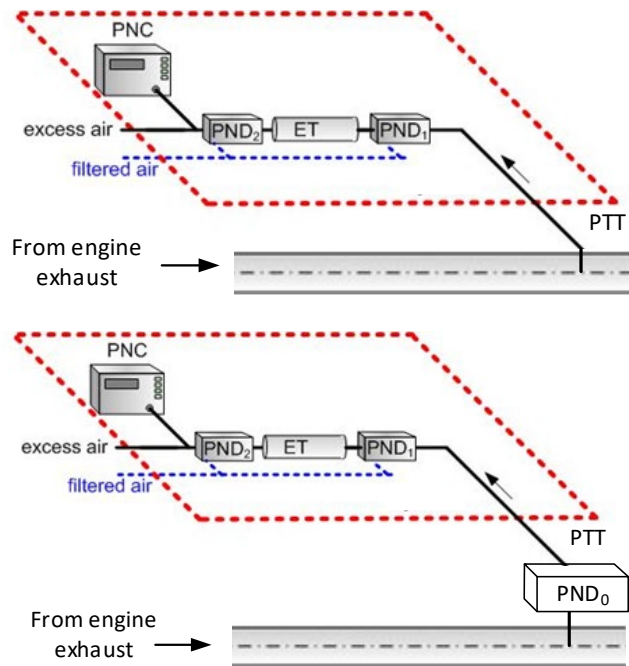 PNC
excess air
PND₂
ET
PND₁
filtered air
PTT
From engine
exhaust
PNC
excess air
PND₂
ET
PND₁
filtered air
PTT
PND₀
From engine
exhaust